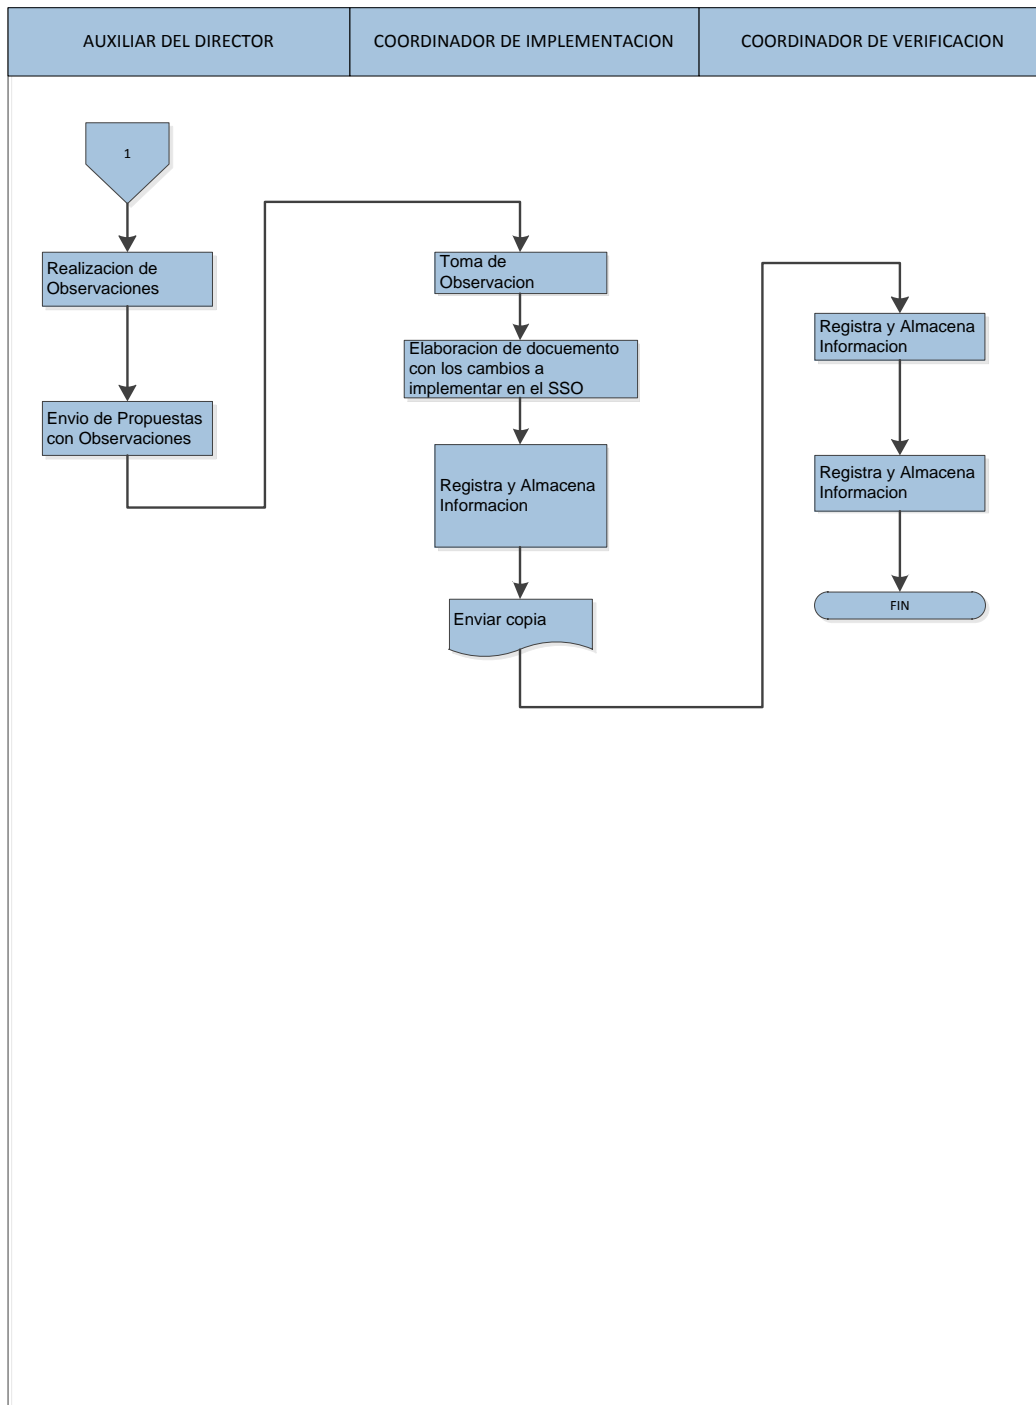 AUXILIAR DEL DIRECTOR
COORDINADOR DE IMPLEMENTACION
COORDINADOR DE VERIFICACION
1
Realizacion de
Observaciones
Envio de Propuestas
con Observaciones
Toma de
Observacion
Elaboracion de docuemento
con los cambios a
implementar en el SSO
Registra y Almacena
Informacion
Enviar copia
Registra y Almacena
Informacion
Registra y Almacena
Informacion
FIN